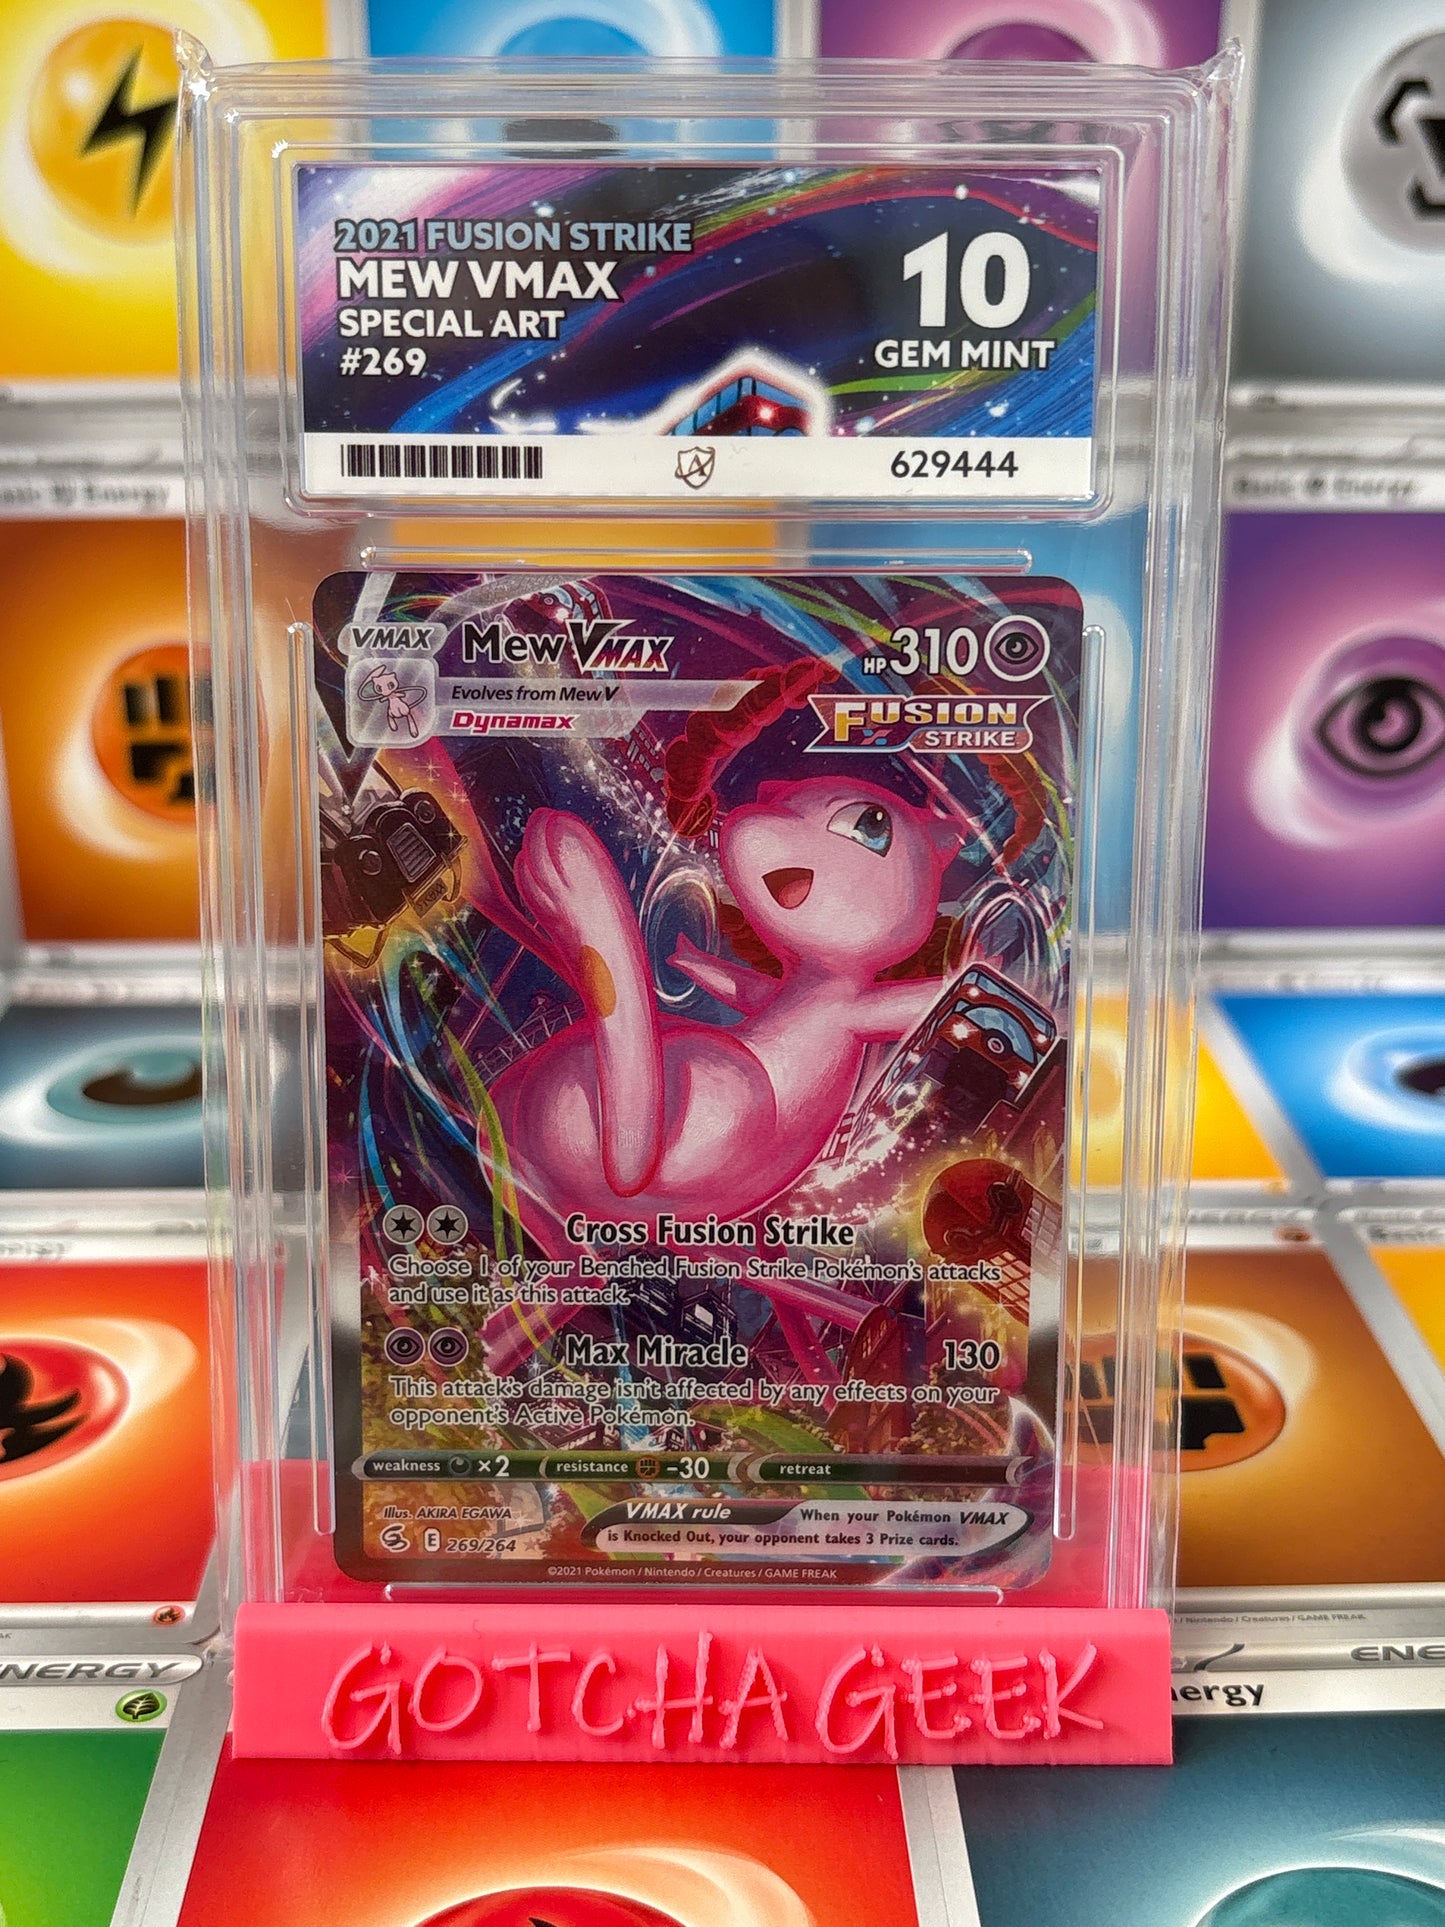 2021 FUSION STRIKE
MEW VMAX
SPECIAL ART
#269
10
GEM MINT
629444
VMAX
Mew VMAX
HP 310
Evolves from Mew V
Dynamax
FUSION
STRIKE
Cross Fusion Strike
Choose 1 of your Benched Fusion Strike Pokémon's attacks
and use it as this attack.
Max Miracle 130
This attack's damage isn't affected by any effects on your
opponent's Active Pokémon.
weakness ×2 resistance -30 retreat
Illus. AKIRA EGAWA
VMAX rule
When your Pokémon VMAX
is Knocked Out, your opponent takes 3 Prize cards.
E 269/264
©2021 Pokémon / Nintendo / Creatures / GAME FREAK
GOTCHA GEEK
Energy
Energy